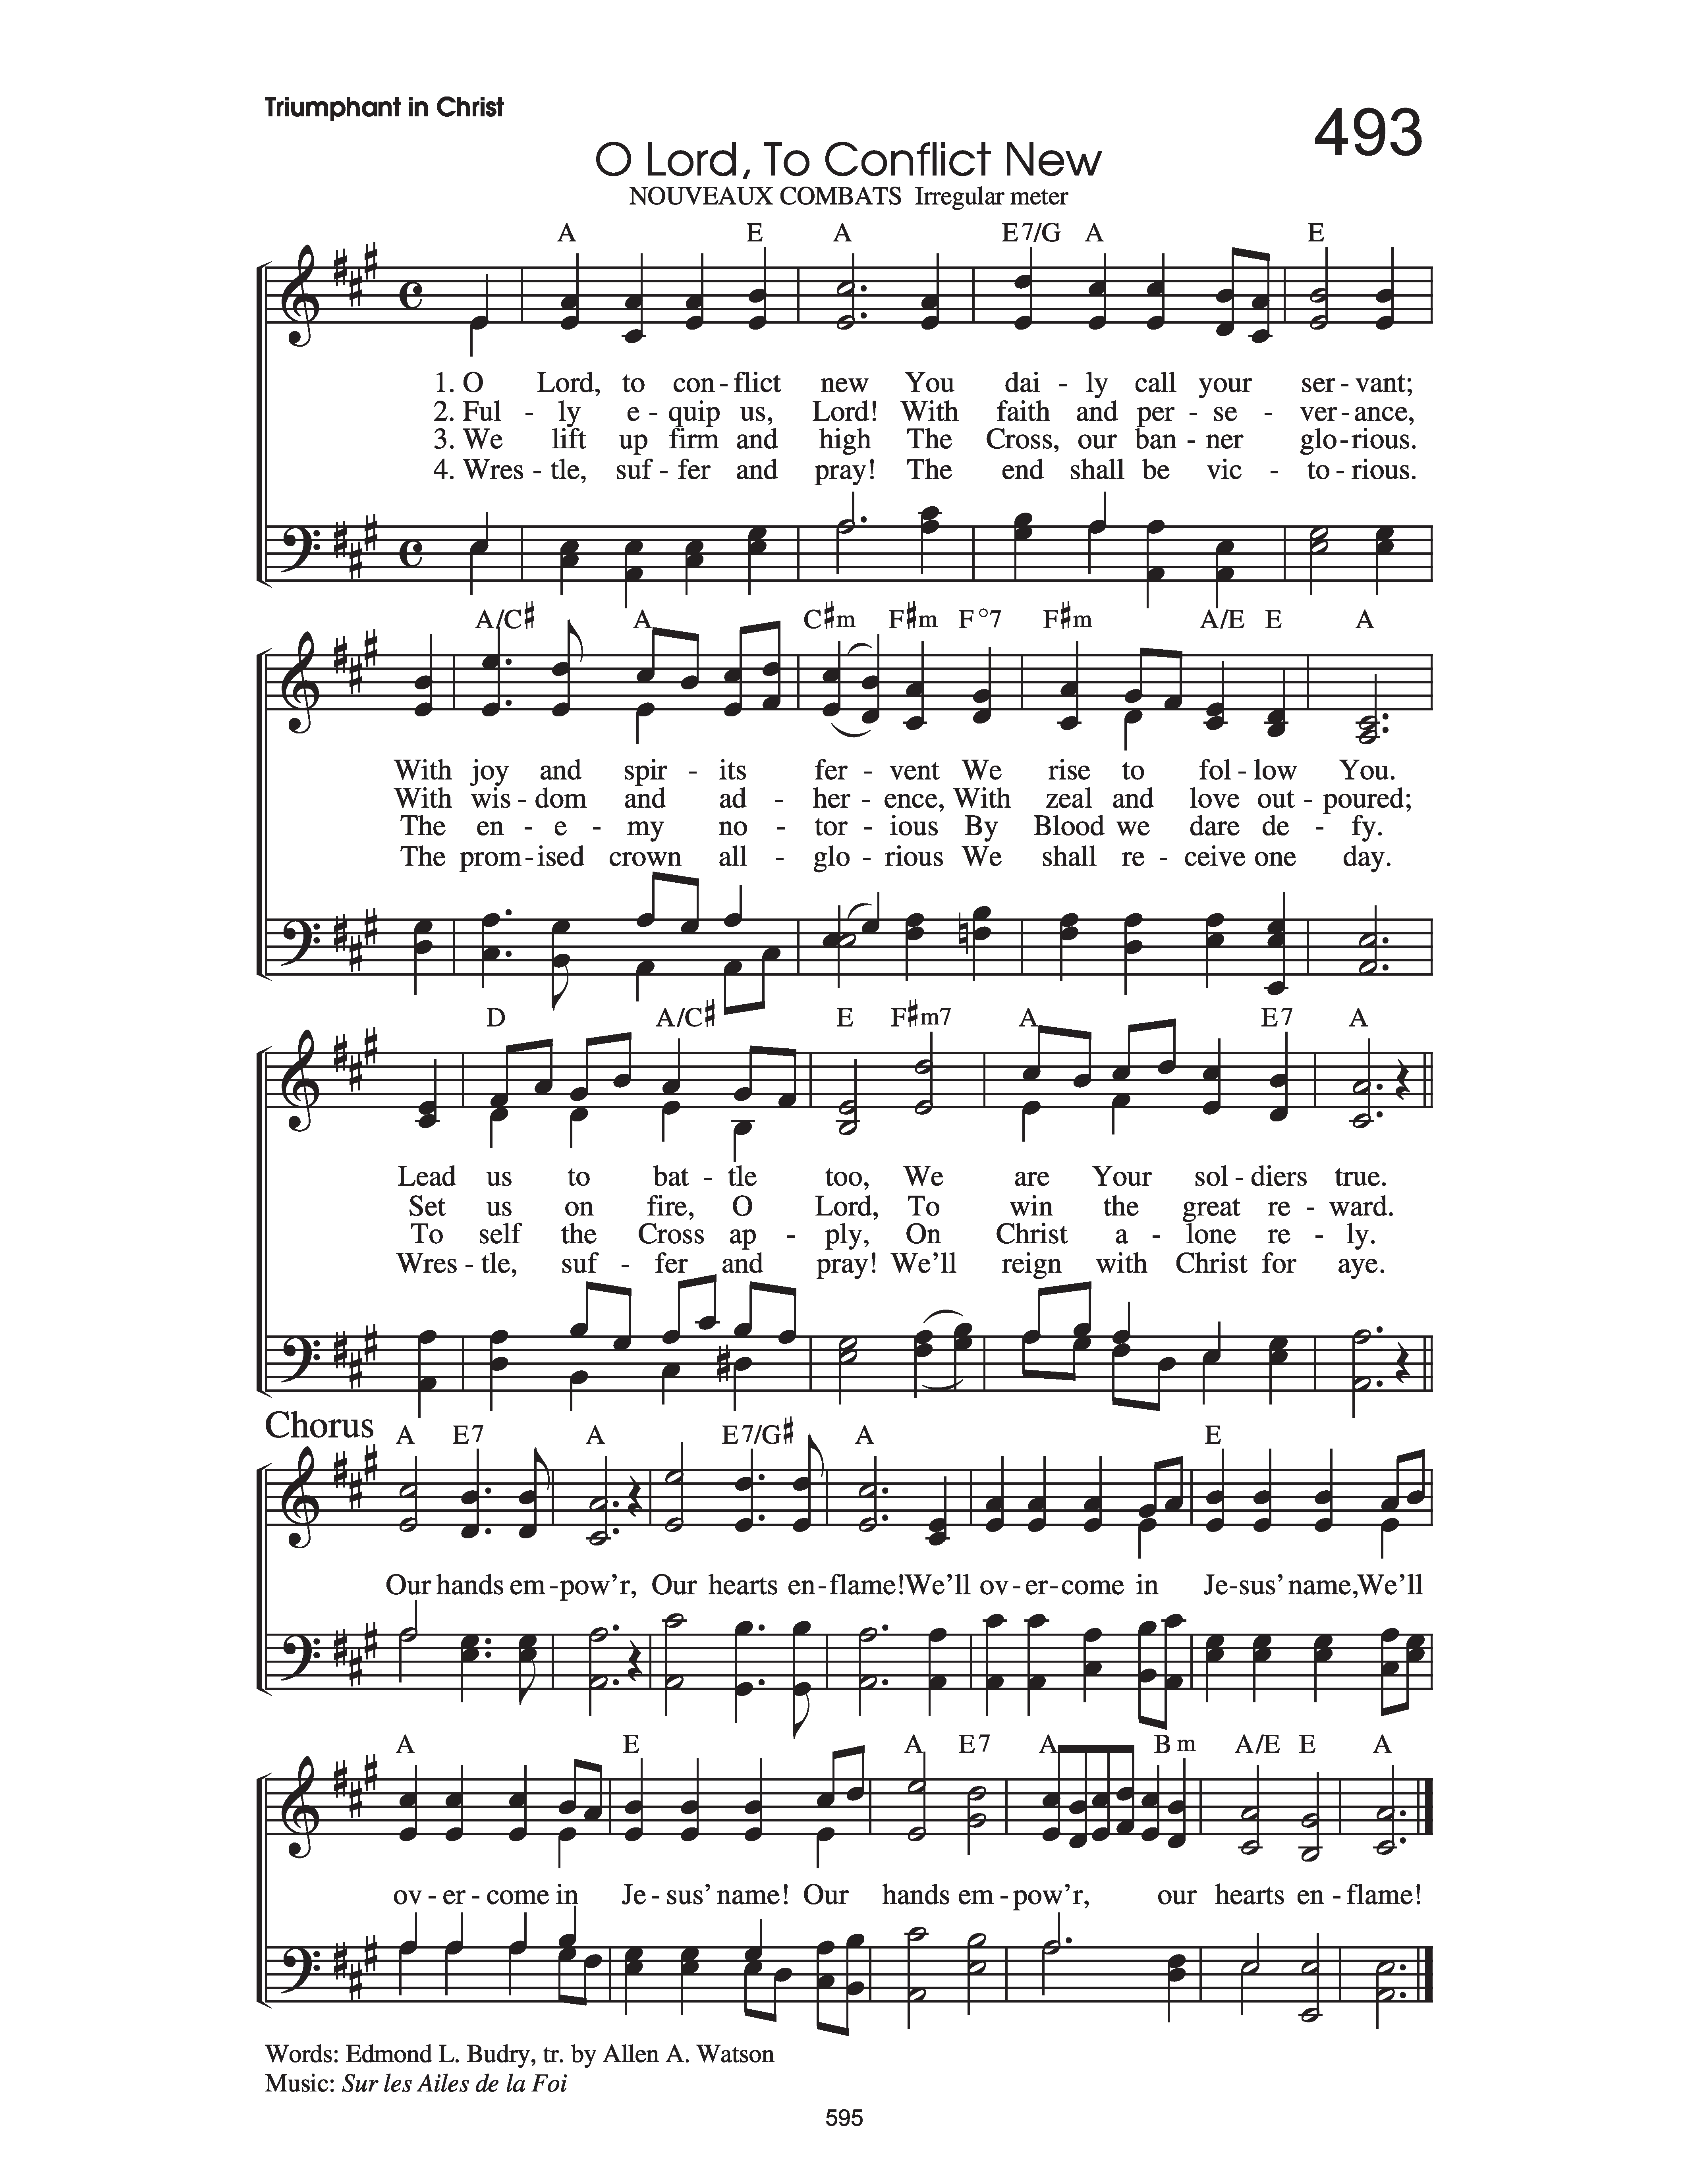 Triumphant in Christ
493
O Lord, To Conflict New
NOUVEAUX COMBATS Irregular meter
A E A E7/G A E
1. O Lord, to con - flict new You dai - ly call your ser - vant;
2. Ful - ly e - quip us, Lord! With faith and per - se - ver - ance,
3. We lift up firm and high The Cross, our ban - ner glo - rious.
4. Wres - tle, suf - fer and pray! The end shall be vic - to - rious.
A/C♯ A C♯m F♯m F°7 F♯m A/E E A
With joy and spir - its fer - vent We rise to fol - low You.
With wis - dom and ad - her - ence, With zeal and love out - poured;
The en - e - my no - tor - ious By Blood we dare de - fy.
The prom - ised crown all - glo - rious We shall re - ceive one day.
D A/C♯ E F♯m7 A E7 A
Lead us to bat - tle too, We are Your sol - diers true.
Set us on fire, O Lord, To win the great re - ward.
To self the Cross ap - ply, On Christ a - lone re - ly.
Wres - tle, suf - fer and pray! We'll reign with Christ for aye.
Chorus
A E7 A E7/G♯ A E
Our hands em - pow'r, Our hearts en - flame! We'll ov - er - come in Je - sus' name, We'll
A E A E7 A Bm A/E E A
ov - er - come in Je - sus' name! Our hands em - pow'r, our hearts en - flame!
Words: Edmond L. Budry, tr. by Allen A. Watson
Music: Sur les Ailes de la Foi
595